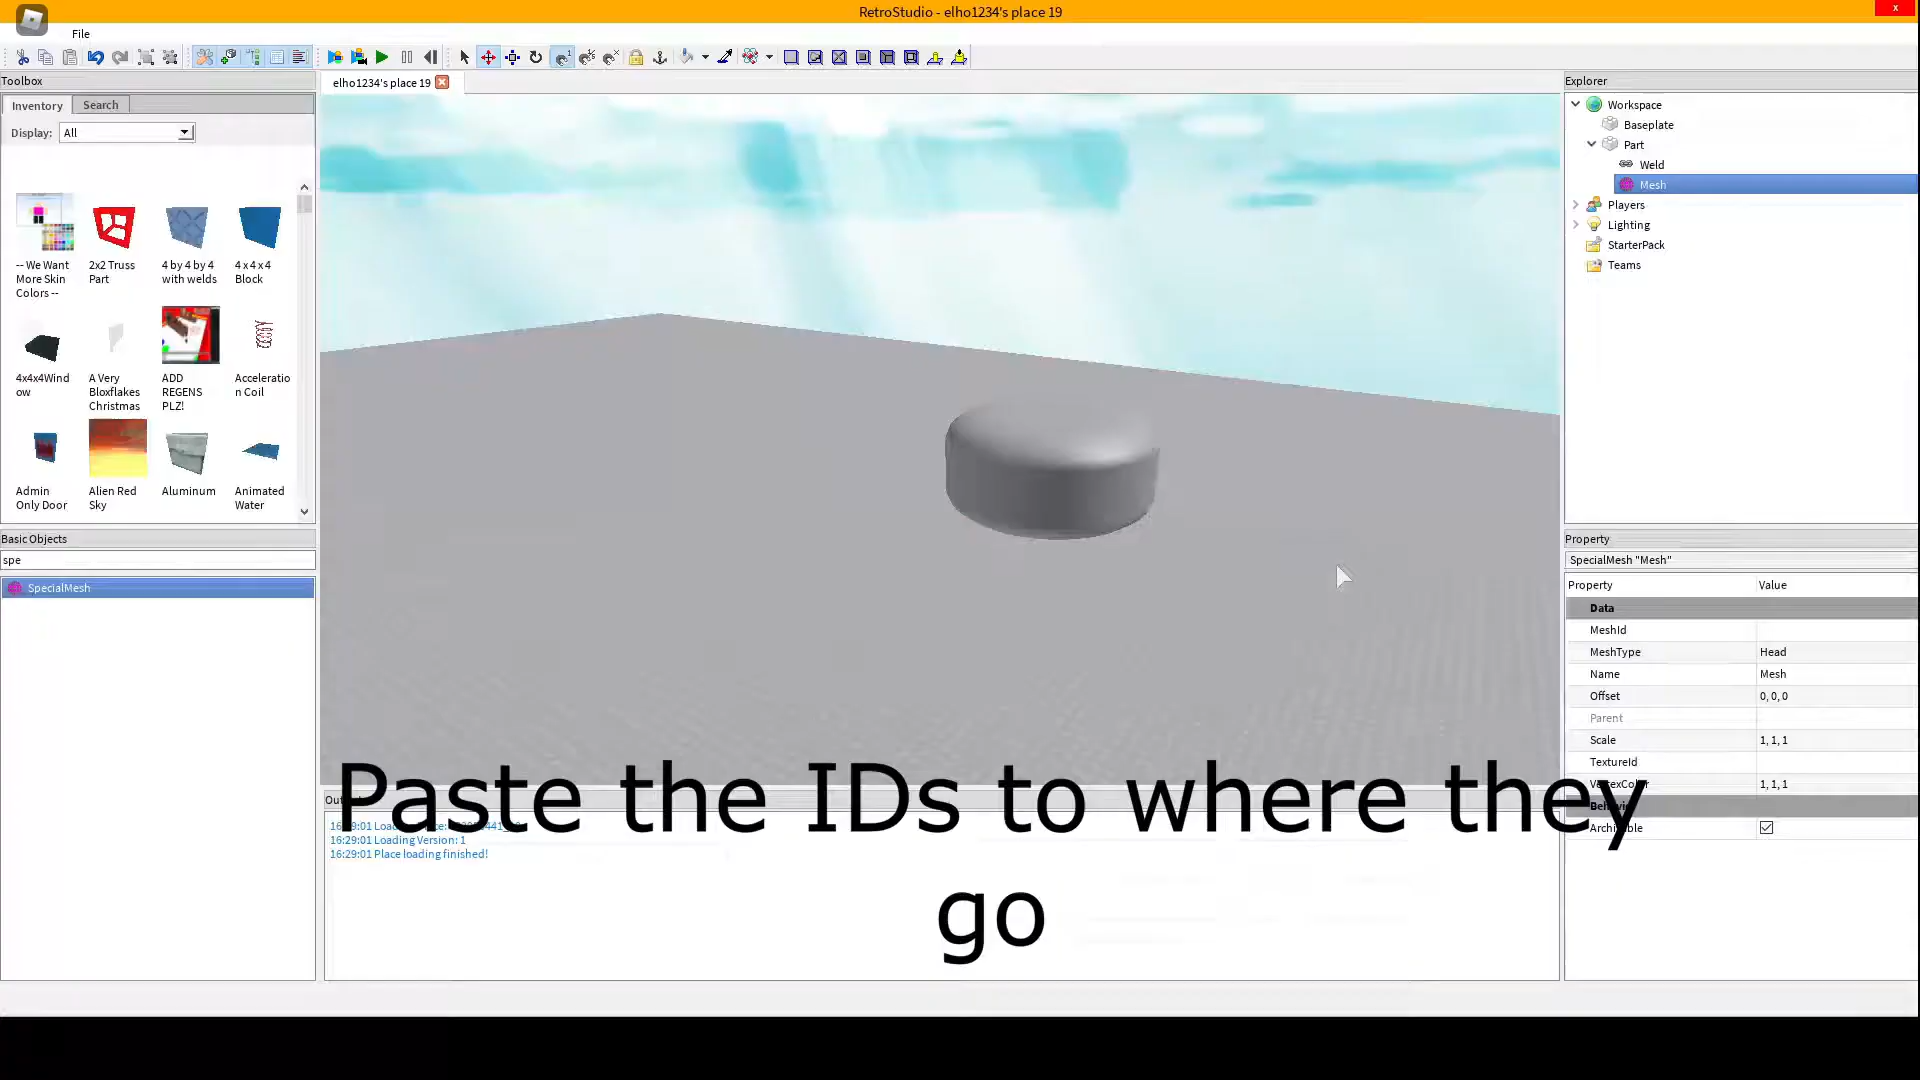 RetroStudio - elho1234's place 19
x
File
Toolbox
elho1234's place 19
Explorer
Inventory
Search
Display:
All
-- We Want
More Skin
Colors --
2x2 Truss
Part
4 by 4 by 4
with welds
4 x 4 x 4
Block
4x4x4Wind
ow
A Very
Bloxflakes
Christmas
ADD
REGENS
PLZ!
Acceleratio
n Coil
Admin
Only Door
Alien Red
Sky
Aluminum
Animated
Water
Basic Objects
spe
SpecialMesh
Workspace
Baseplate
Part
Weld
Mesh
Players
Lighting
StarterPack
Teams
Property
SpecialMesh "Mesh"
Property Value
Data
MeshId
MeshType Head
Name Mesh
Offset 0, 0, 0
Parent
Scale 1, 1, 1
TextureId
VertexColor 1, 1, 1
Paste the IDs to where they
go
16:29:01 Loading Version: 1
16:29:01 Place loading finished!